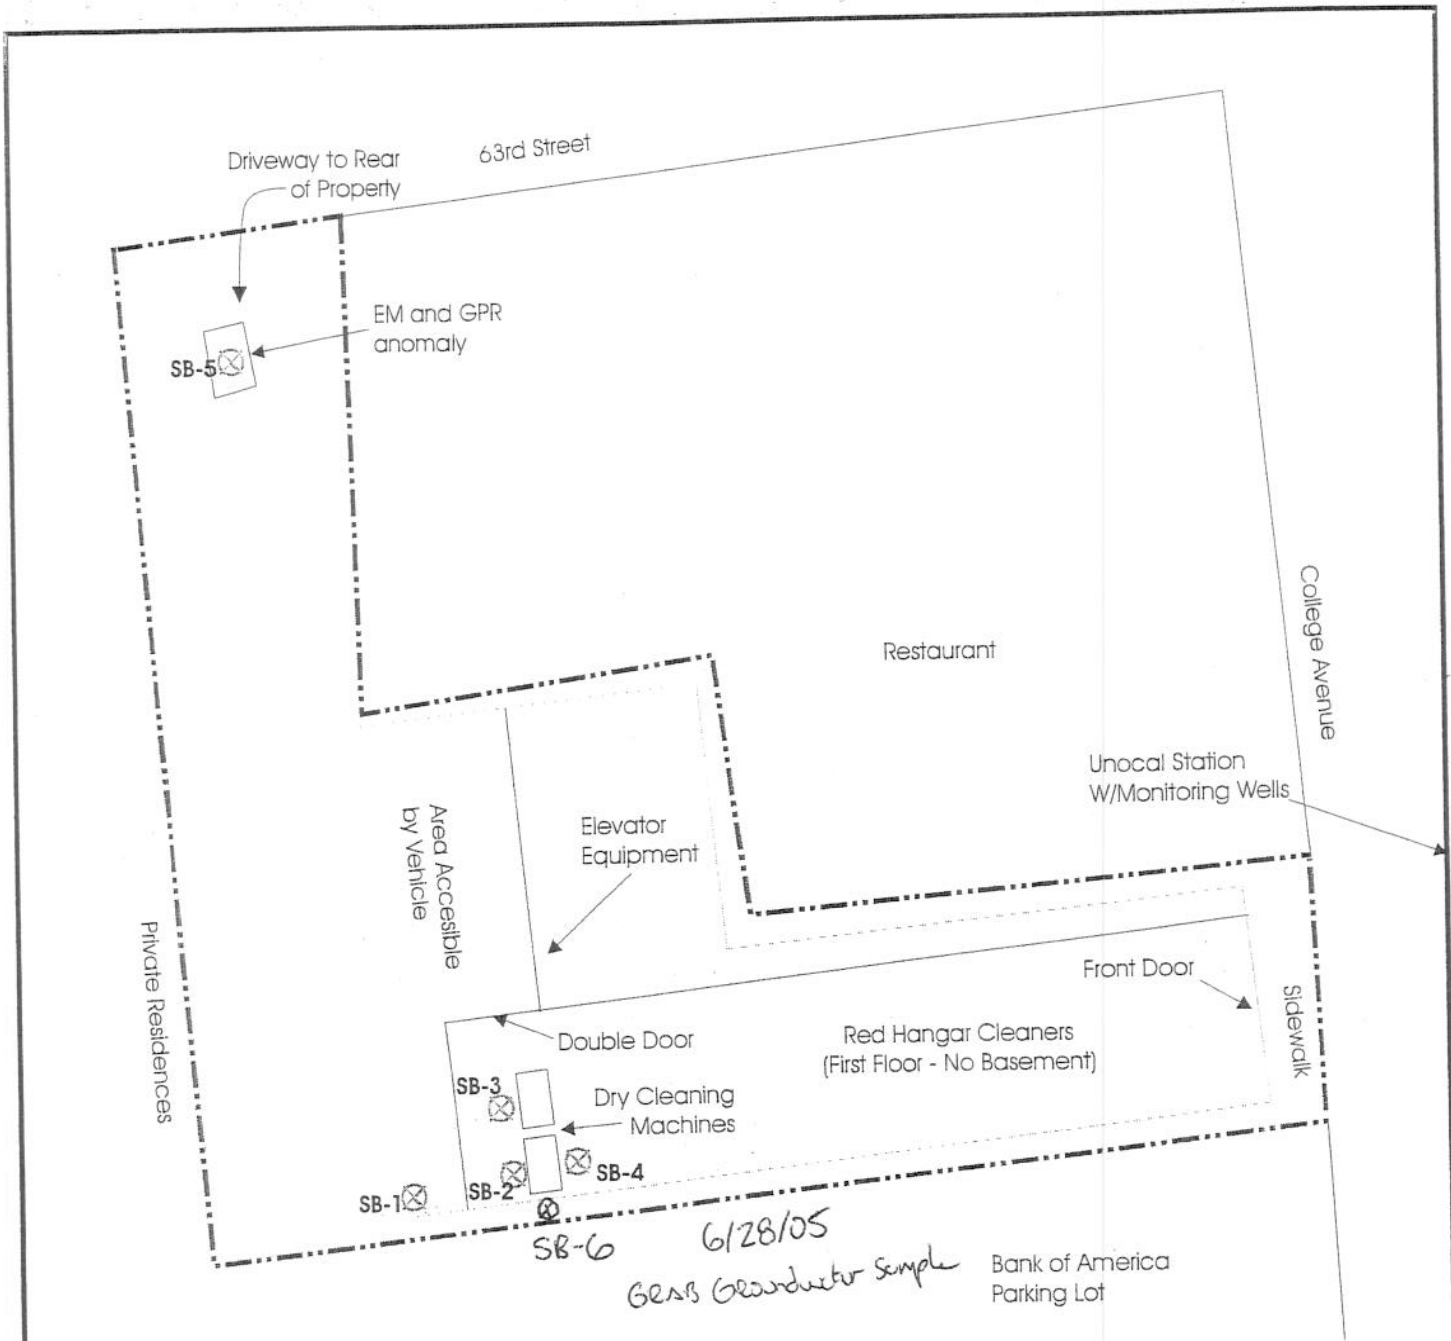 63rd Street
Driveway to Rear
of Property
EM and GPR
anomaly
SB-5
College Avenue
Restaurant
Unocal Station
W/Monitoring Wells
Area Accesible
by Vehicle
Elevator
Equipment
Private Residences
Front Door
Sidewalk
Double Door
Red Hangar Cleaners
(First Floor - No Basement)
SB-3
Dry Cleaning
Machines
SB-4
SB-2
SB-1
SB-6
6/28/05
GRAB Groundwater Sample
Bank of America
Parking Lot